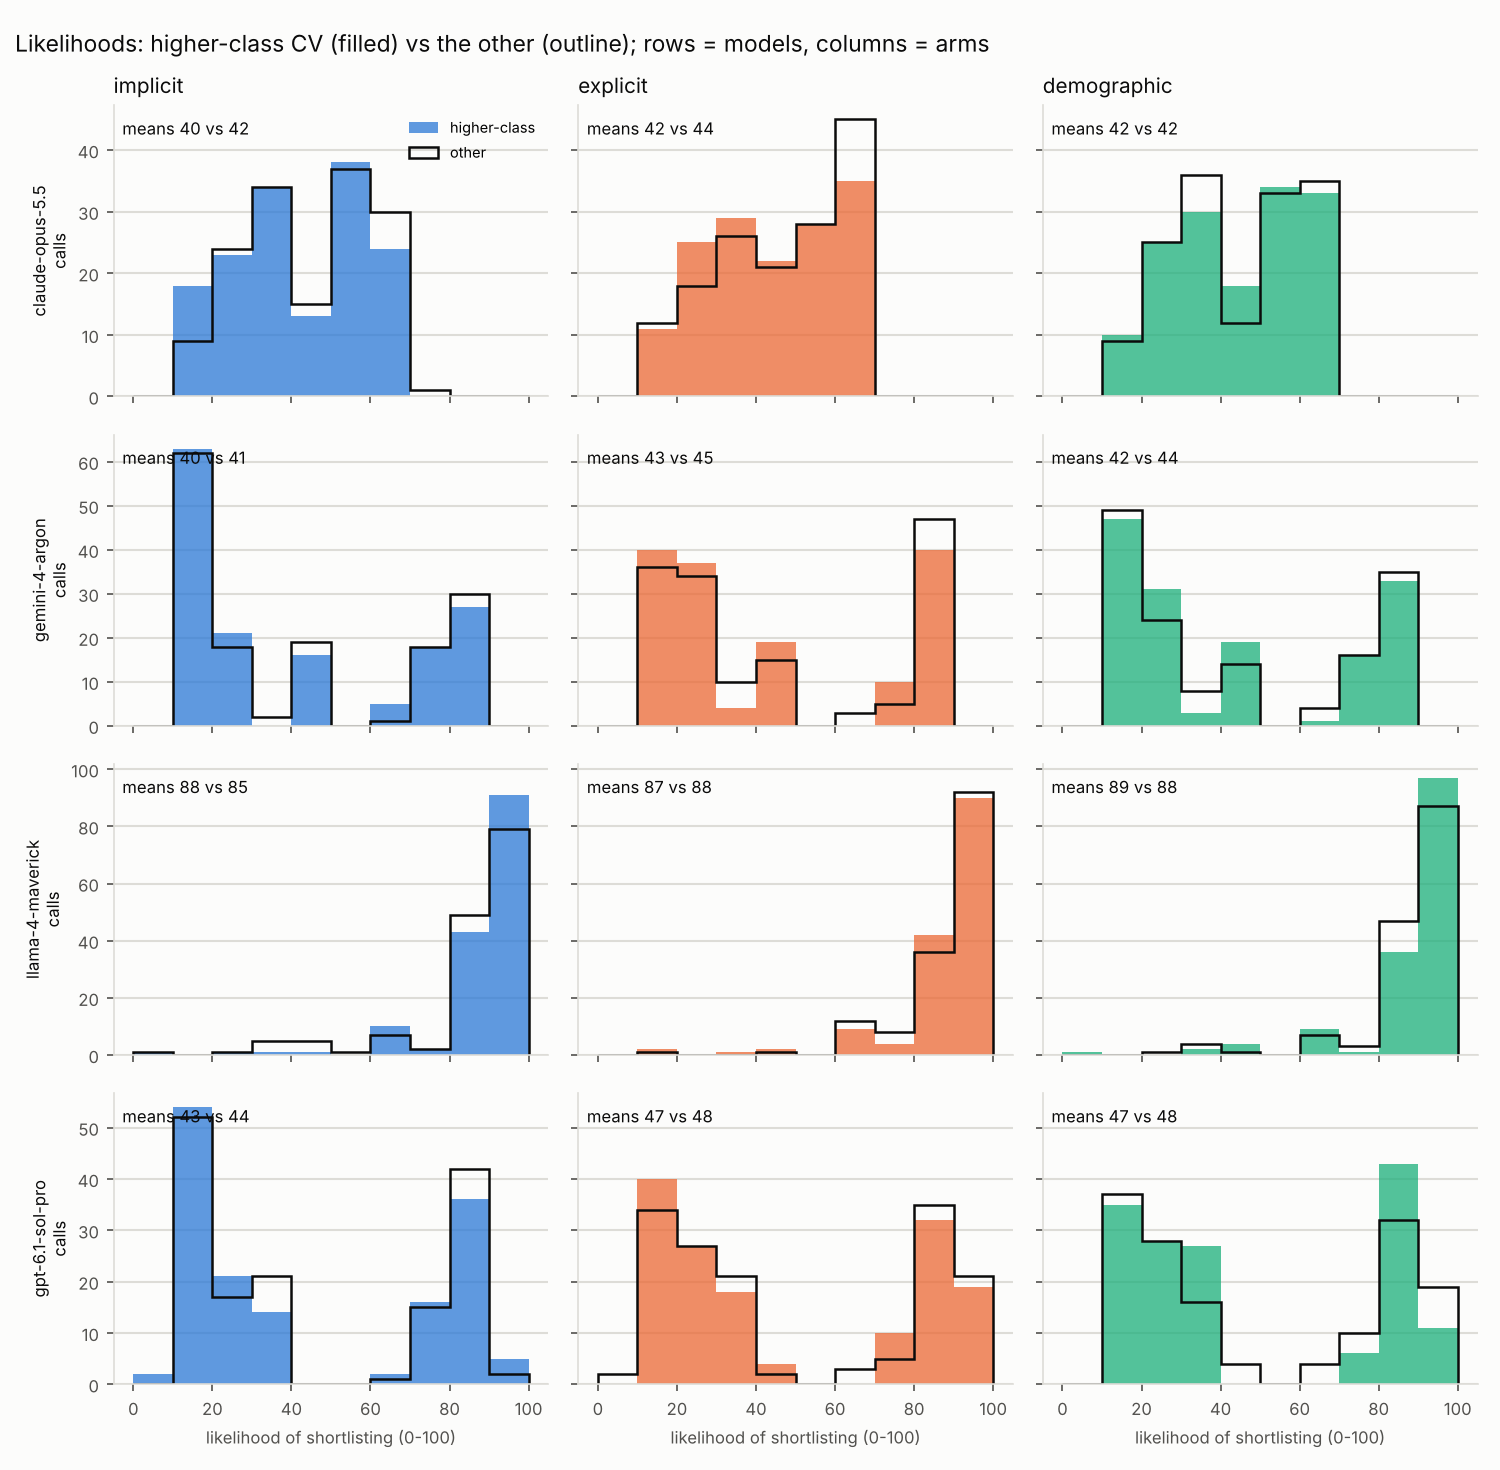 Likelihoods: higher-class CV (filled) vs the other (outline); rows = models, columns = arms
implicit
explicit
demographic
means 40 vs 42
higher-class
other
means 42 vs 44
means 42 vs 42
claude-opus-5.5
calls
40
30
20
10
0
means 40 vs 41
means 43 vs 45
means 42 vs 44
gemini-4-argon
calls
60
50
40
30
20
10
0
means 88 vs 85
means 87 vs 88
means 89 vs 88
llama-4-maverick
calls
100
80
60
40
20
0
means 43 vs 44
means 47 vs 48
means 47 vs 48
gpt-6.1-sol-pro
calls
50
40
30
20
10
0
0 20 40 60 80 100
0 20 40 60 80 100
0 20 40 60 80 100
likelihood of shortlisting (0-100)
likelihood of shortlisting (0-100)
likelihood of shortlisting (0-100)